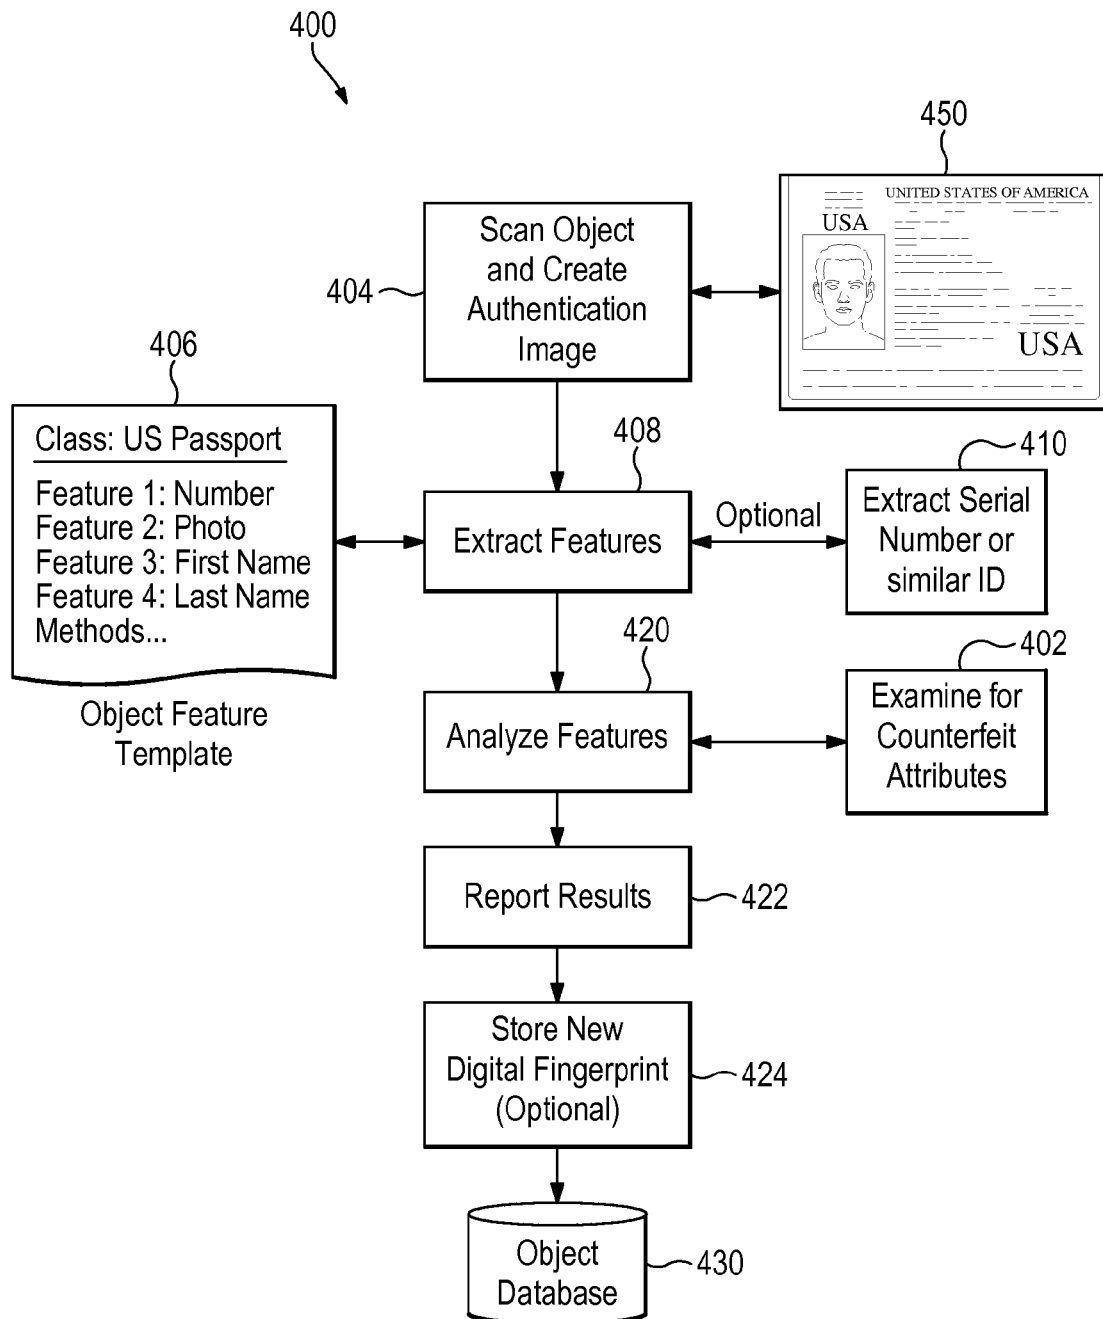 400
450
UNITED STATES OF AMERICA
USA
USA
Scan Object
and Create
Authentication
Image
404
406
Class: US Passport
Feature 1: Number
Feature 2: Photo
Feature 3: First Name
Feature 4: Last Name
Methods...
Object Feature
Template
408
Extract Features
Optional
410
Extract Serial
Number or
similar ID
420
Analyze Features
402
Examine for
Counterfeit
Attributes
Report Results
422
Store New
Digital Fingerprint
(Optional)
424
Object
Database
430